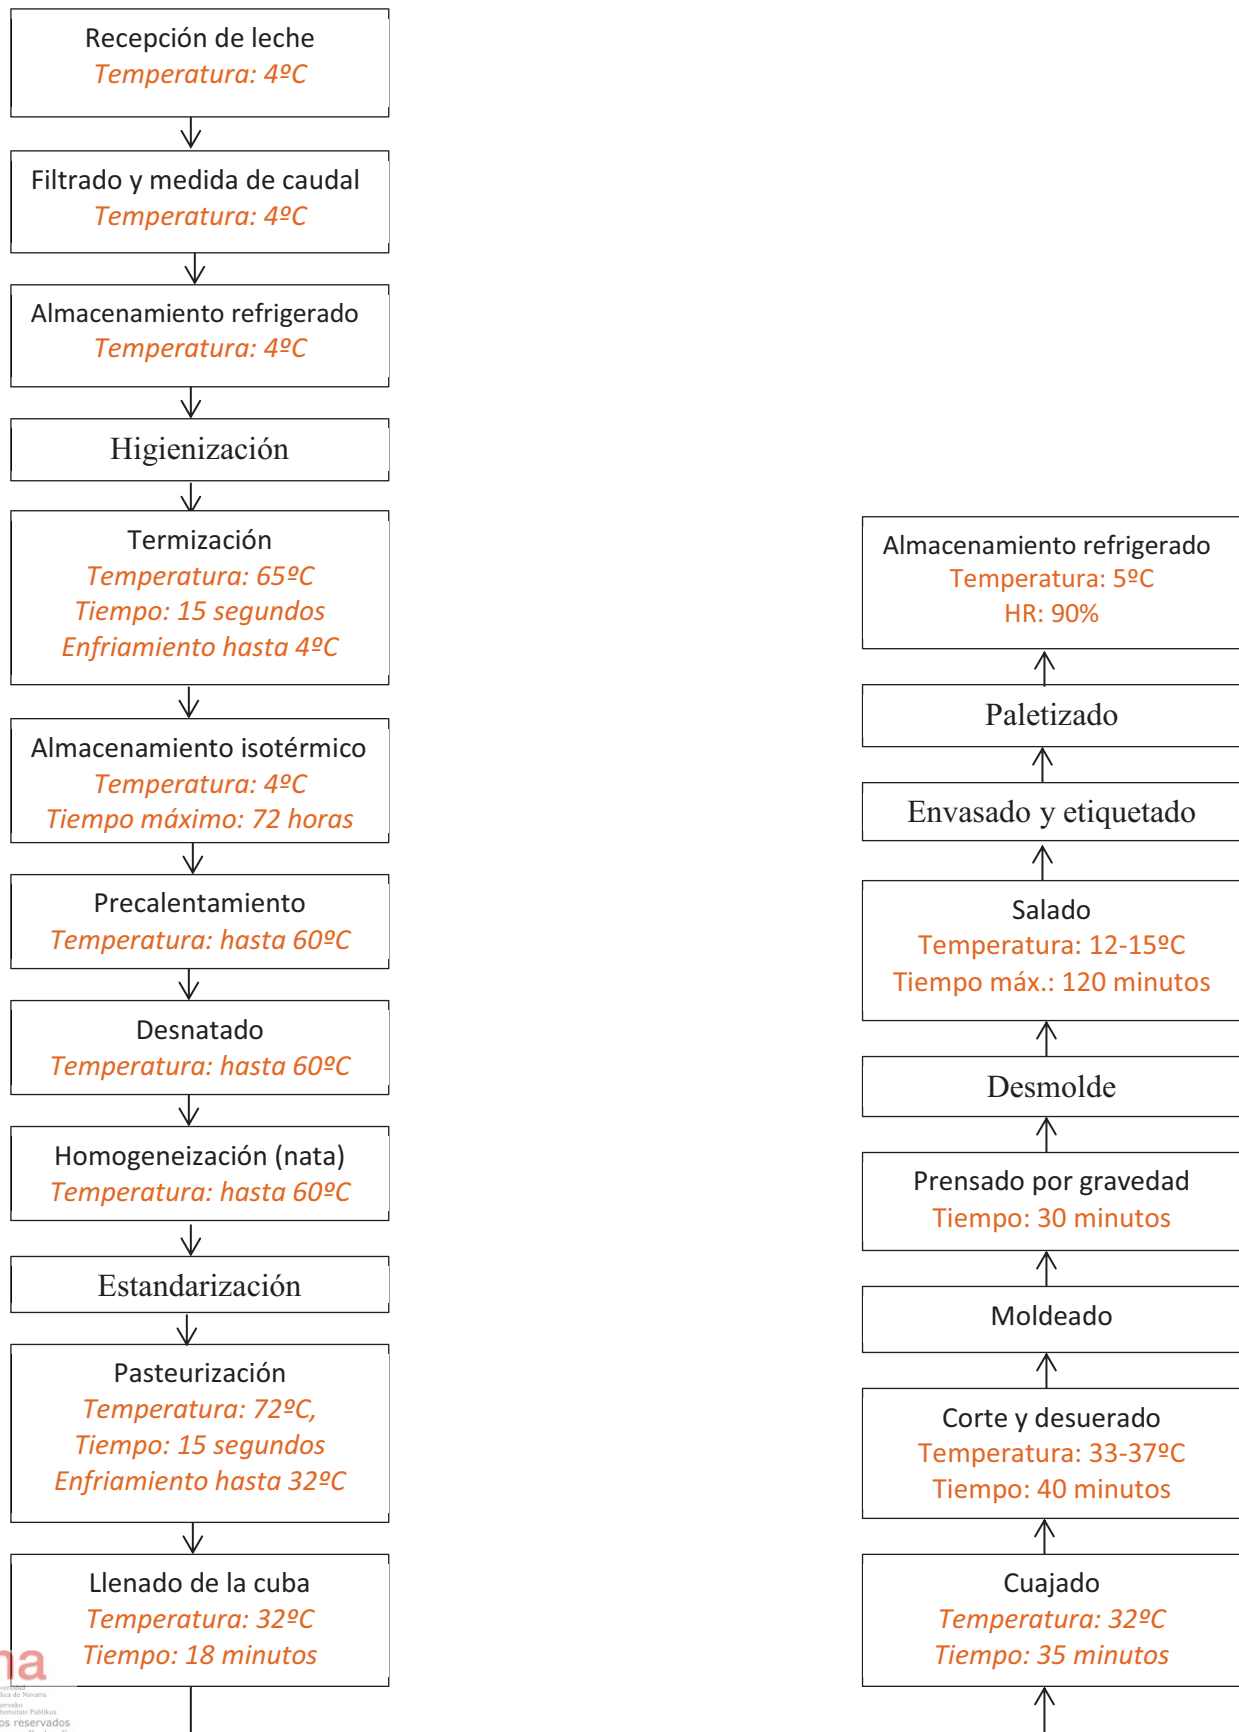 Recepción de leche
Temperatura: 4ºC
Filtrado y medida de caudal
Temperatura: 4ºC
Almacenamiento refrigerado
Temperatura: 4ºC
Higienización
Termización
Temperatura: 65ºC
Tiempo: 15 segundos
Enfriamiento hasta 4ºC
Almacenamiento isotérmico
Temperatura: 4ºC
Tiempo máximo: 72 horas
Precalentamiento
Temperatura: hasta 60ºC
Desnatado
Temperatura: hasta 60ºC
Homogeneización (nata)
Temperatura: hasta 60ºC
Estandarización
Pasteurización
Temperatura: 72ºC,
Tiempo: 15 segundos
Enfriamiento hasta 32ºC
Llenado de la cuba
Temperatura: 32ºC
Tiempo: 18 minutos
Almacenamiento refrigerado
Temperatura: 5ºC
HR: 90%
Paletizado
Envasado y etiquetado
Salado
Temperatura: 12-15ºC
Tiempo máx.: 120 minutos
Desmolde
Prensado por gravedad
Tiempo: 30 minutos
Moldeado
Corte y desuerado
Temperatura: 33-37ºC
Tiempo: 40 minutos
Cuajado
Temperatura: 32ºC
Tiempo: 35 minutos
na
de Navarra
os reservados